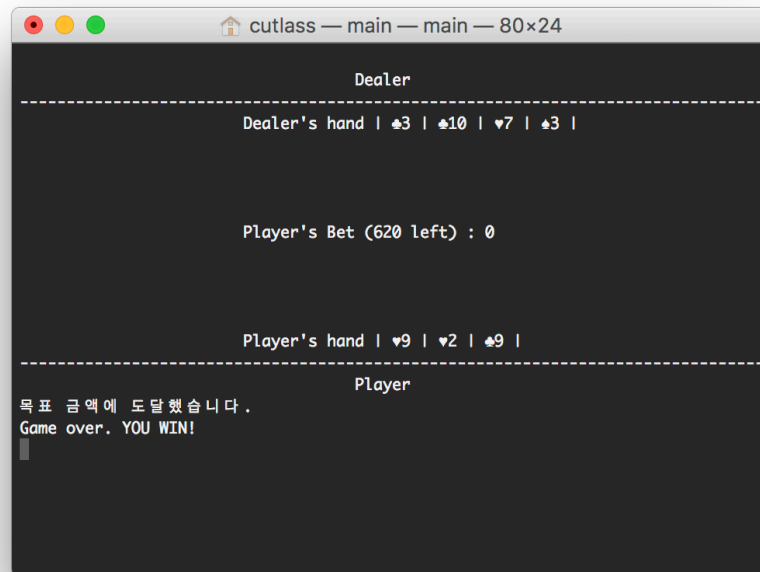 cutlass — main — main — 80×24
Dealer
--------------------------------------------------------------------------------
Dealer's hand | ♣3 | ♣10 | ♥7 | ♠3 |
Player's Bet (620 left) : 0
Player's hand | ♥9 | ♥2 | ♣9 |
--------------------------------------------------------------------------------
Player
목표 금액에 도달했습니다.
Game over. YOU WIN!